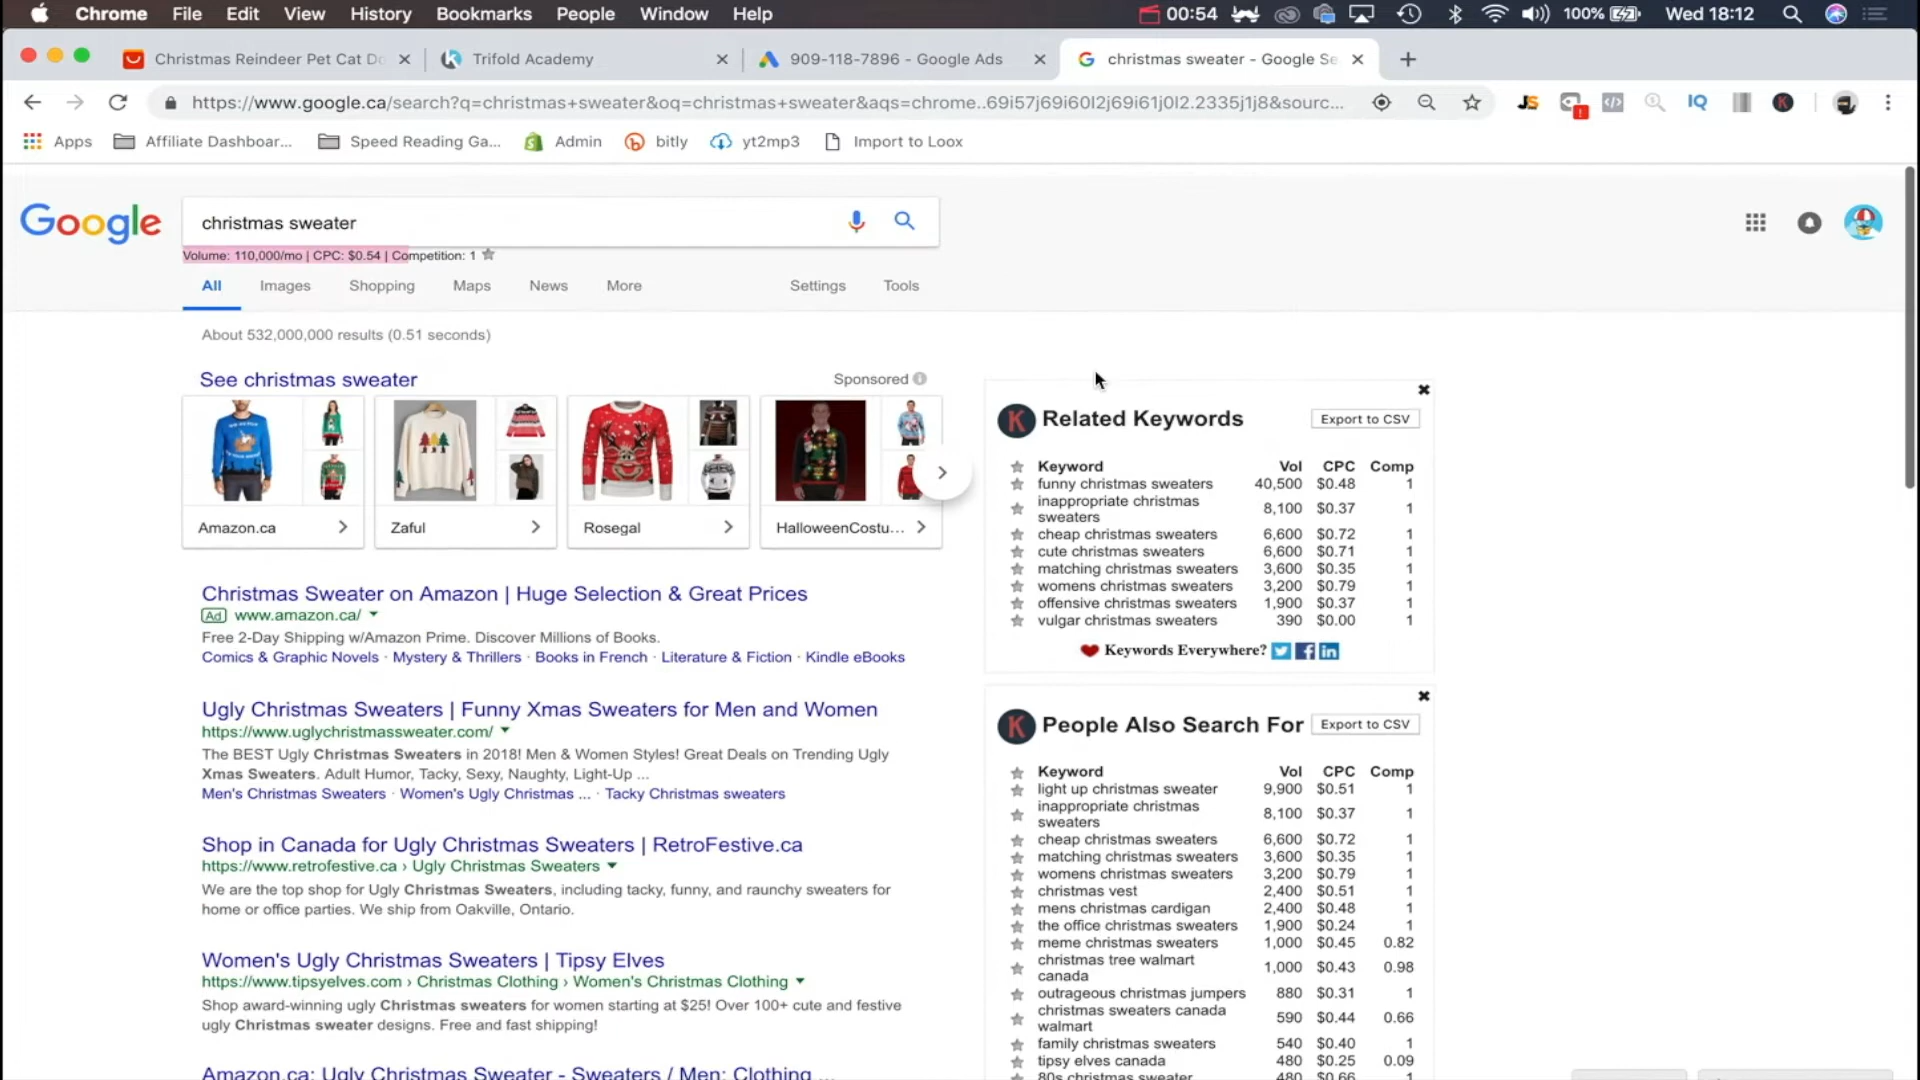 Chrome File Edit View History Bookmarks People Window Help 00:54 100% Wed 18:12
Christmas Reindeer Pet Cat Do Trifold Academy 909-118-7896 - Google Ads christmas sweater - Google Se
https://www.google.ca/search?q=christmas+sweater&oq=christmas+sweater&aqs=chrome..69i57j69i60l2j69i61j0l2.2335j1j8&sourc... JS IQ K
Apps Affiliate Dashboar... Speed Reading Ga... Admin bitly yt2mp3 Import to Loox
Google christmas sweater
Volume: 110,000/mo | CPC: $0.54 | Competition: 1
All Images Shopping Maps News More Settings Tools
About 532,000,000 results (0.51 seconds)
See christmas sweater Sponsored
Amazon.ca Zaful Rosegal HalloweenCostu...
Christmas Sweater on Amazon | Huge Selection & Great Prices
Ad www.amazon.ca/
Free 2-Day Shipping w/Amazon Prime. Discover Millions of Books.
Comics & Graphic Novels · Mystery & Thrillers · Books in French · Literature & Fiction · Kindle eBooks
Ugly Christmas Sweaters | Funny Xmas Sweaters for Men and Women
https://www.uglychristmassweater.com/
The BEST Ugly Christmas Sweaters in 2018! Men & Women Styles! Great Deals on Trending Ugly
Xmas Sweaters. Adult Humor, Tacky, Sexy, Naughty, Light-Up ...
Men's Christmas Sweaters · Women's Ugly Christmas ... · Tacky Christmas sweaters
Shop in Canada for Ugly Christmas Sweaters | RetroFestive.ca
https://www.retrofestive.ca › Ugly Christmas Sweaters
We are the top shop for Ugly Christmas Sweaters, including tacky, funny, and raunchy sweaters for
home or office parties. We ship from Oakville, Ontario.
Women's Ugly Christmas Sweaters | Tipsy Elves
https://www.tipsyelves.com › Christmas Clothing › Women's Christmas Clothing
Shop award-winning ugly Christmas sweaters for women starting at $25! Over 100+ cute and festive
ugly Christmas sweater designs. Free and fast shipping!
Amazon.ca: Ugly Christmas Sweater - Sweaters / Men: Clothing ...
K Related Keywords Export to CSV
Keyword Vol CPC Comp
funny christmas sweaters 40,500 $0.48 1
inappropriate christmas
sweaters 8,100 $0.37 1
cheap christmas sweaters 6,600 $0.72 1
cute christmas sweaters 6,600 $0.71 1
matching christmas sweaters 3,600 $0.35 1
womens christmas sweaters 3,200 $0.79 1
offensive christmas sweaters 1,900 $0.37 1
vulgar christmas sweaters 390 $0.00 1
Keywords Everywhere?
K People Also Search For Export to CSV
Keyword Vol CPC Comp
light up christmas sweater 9,900 $0.51 1
inappropriate christmas
sweaters 8,100 $0.37 1
cheap christmas sweaters 6,600 $0.72 1
matching christmas sweaters 3,600 $0.35 1
womens christmas sweaters 3,200 $0.79 1
christmas vest 2,400 $0.51 1
mens christmas cardigan 2,400 $0.48 1
the office christmas sweaters 1,900 $0.24 1
meme christmas sweaters 1,000 $0.45 0.82
christmas tree walmart
canada 1,000 $0.43 0.98
outrageous christmas jumpers 880 $0.31 1
christmas sweaters canada
walmart 590 $0.44 0.66
family christmas sweaters 540 $0.40 1
tipsy elves canada 480 $0.25 0.09
80s christmas sweater 480 $0.66 1